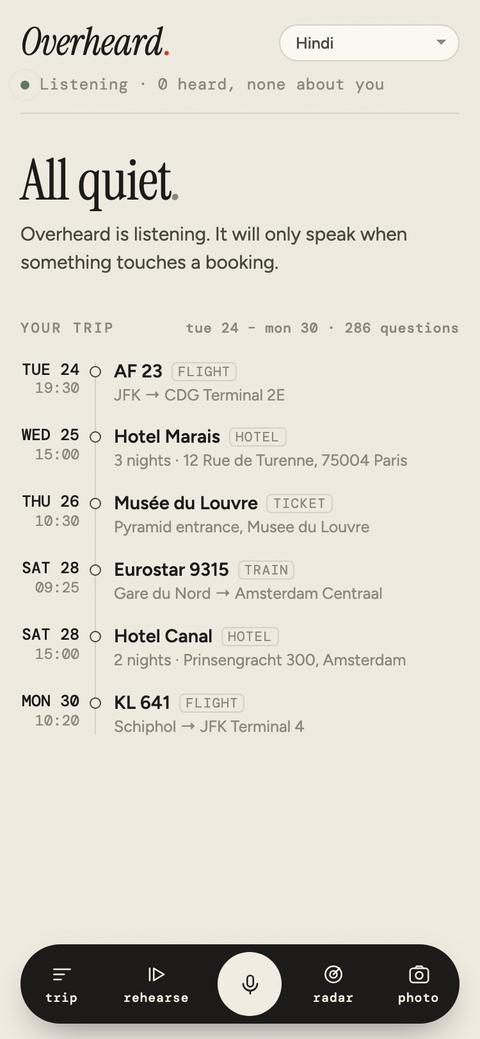 Overheard.
Hindi
Listening · 0 heard, none about you
All quiet.
Overheard is listening. It will only speak when
something touches a booking.
YOUR TRIP
tue 24 – mon 30 · 286 questions
TUE 24 AF 23 FLIGHT
19:30 JFK → CDG Terminal 2E
WED 25 Hotel Marais HOTEL
15:00 3 nights · 12 Rue de Turenne, 75004 Paris
THU 26 Musée du Louvre TICKET
10:30 Pyramid entrance, Musee du Louvre
SAT 28 Eurostar 9315 TRAIN
09:25 Gare du Nord → Amsterdam Centraal
SAT 28 Hotel Canal HOTEL
15:00 2 nights · Prinsengracht 300, Amsterdam
MON 30 KL 641 FLIGHT
10:20 Schiphol → JFK Terminal 4
trip rehearse radar photo